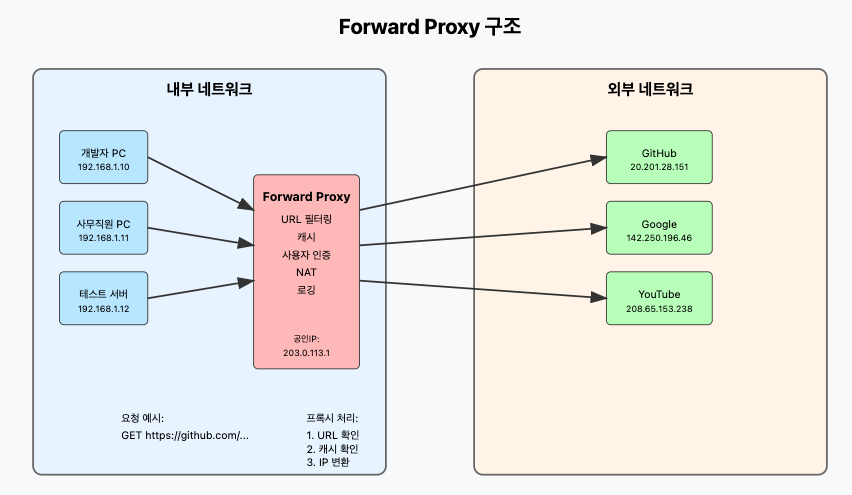 Forward Proxy 구조
내부 네트워크
개발자 PC
192.168.1.10
사무직원 PC
192.168.1.11
테스트 서버
192.168.1.12
Forward Proxy
URL 필터링
캐시
사용자 인증
NAT
로깅
공인IP:
203.0.113.1
요청 예시:
GET https://github.com/...
프록시 처리:
1. URL 확인
2. 캐시 확인
3. IP 변환
외부 네트워크
GitHub
20.201.28.151
Google
142.250.196.46
YouTube
208.65.153.238